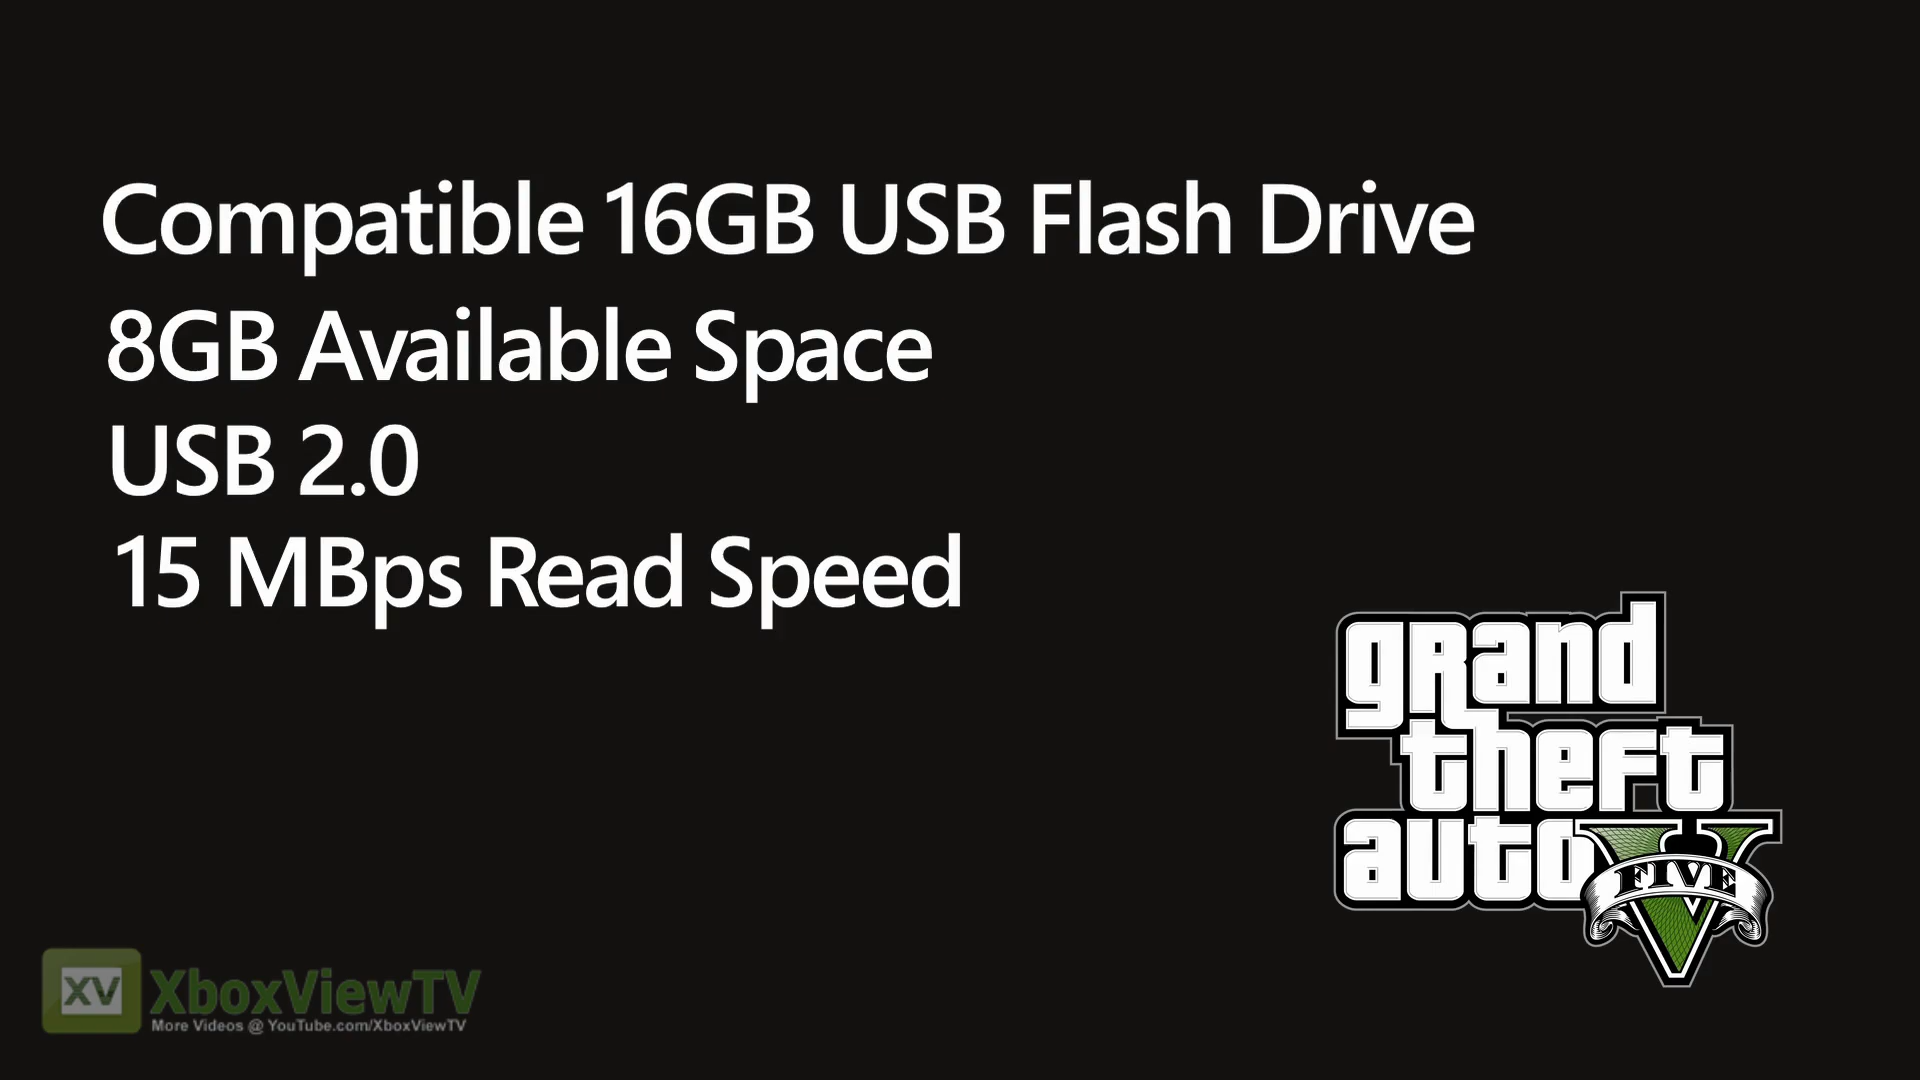 Compatible 16GB USB Flash Drive
8GB Available Space
USB 2.0
15 MBps Read Speed
grand
theft
auto V
FIVE
XV XboxViewTV
More Videos @ YouTube.com/XboxViewTV